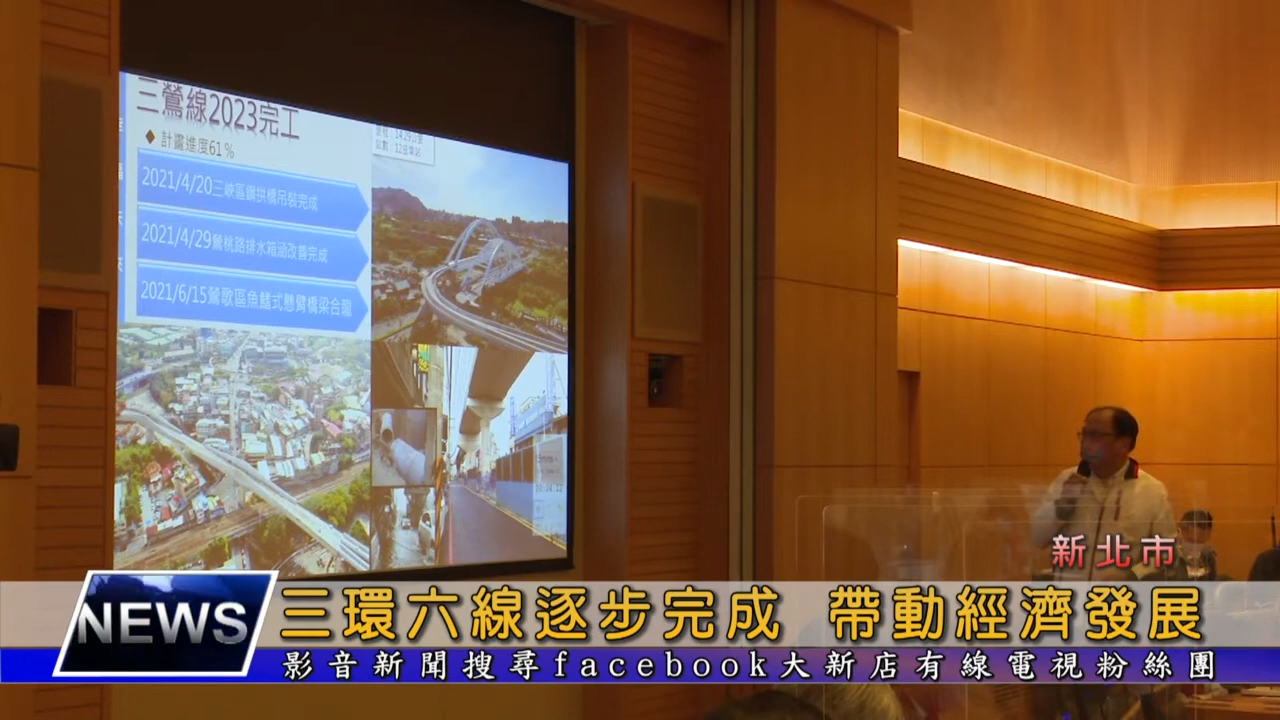 三鶯線2023完工
◆ 計畫進度61%
2021/4/20三峽區鋼拱橋吊裝完成
2021/4/29鶯桃路排水箱涵改善完成
2021/6/15鶯歌區魚鰭式懸臂橋梁合龍
新北市
NEWS
三環六線逐步完成 帶動經濟發展
影音新聞搜尋facebook大新店有線電視粉絲團